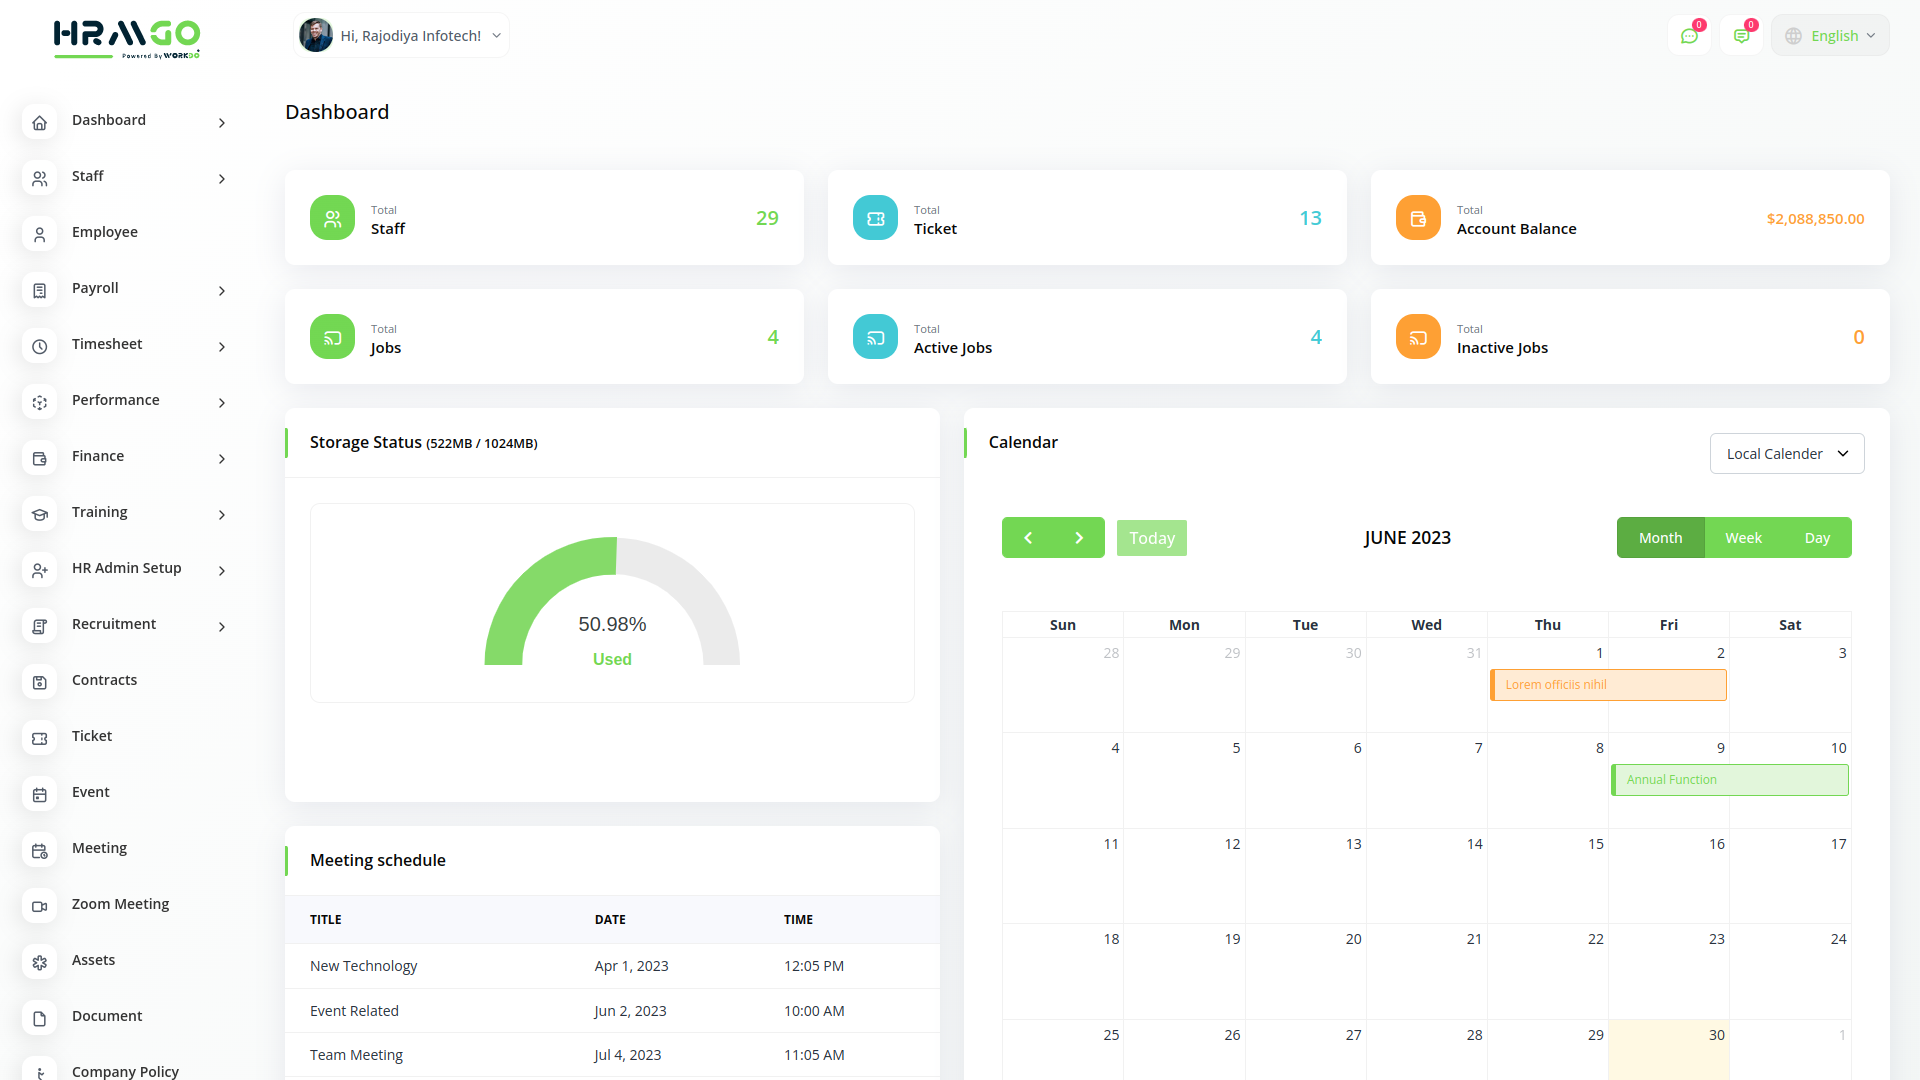 HRMGO
Powered By WORKDO
Hi, Rajodiya Infotech!
0
0
English
Dashboard
Staff
Employee
Payroll
Timesheet
Performance
Finance
Training
HR Admin Setup
Recruitment
Contracts
Ticket
Event
Meeting
Zoom Meeting
Assets
Document
Company Policy
Dashboard
Total
Staff
29
Total
Ticket
13
Total
Account Balance
$2,088,850.00
Total
Jobs
4
Total
Active Jobs
4
Total
Inactive Jobs
0
Storage Status (522MB / 1024MB)
50.98%
Used
Meeting schedule
TITLE DATE TIME
New Technology Apr 1, 2023 12:05 PM
Event Related Jun 2, 2023 10:00 AM
Team Meeting Jul 4, 2023 11:05 AM
Calendar
Local Calender
Today
JUNE 2023
Month Week Day
Sun Mon Tue Wed Thu Fri Sat
28 29 30 31 1 2 3
Lorem officiis nihil
4 5 6 7 8 9 10
Annual Function
11 12 13 14 15 16 17
18 19 20 21 22 23 24
25 26 27 28 29 30 1